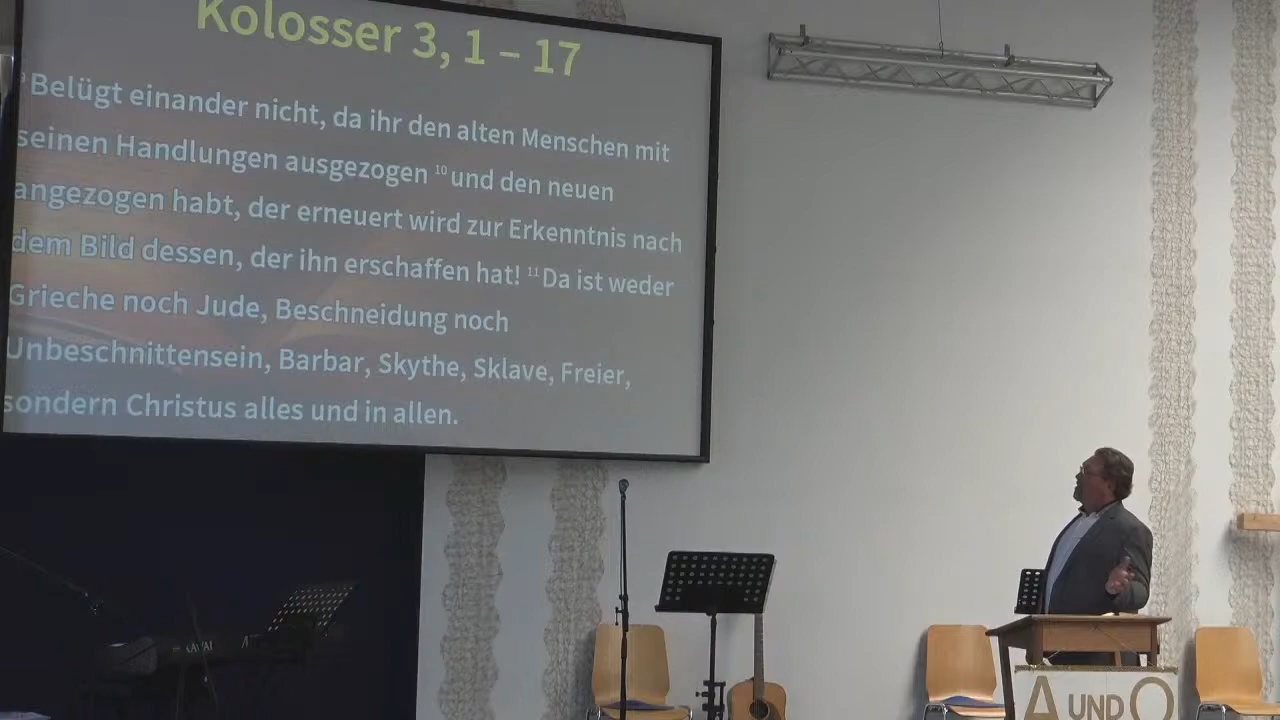 Kolosser 3, 1 – 17
⁹ Belügt einander nicht, da ihr den alten Menschen mit
seinen Handlungen ausgezogen ¹⁰ und den neuen
angezogen habt, der erneuert wird zur Erkenntnis nach
dem Bild dessen, der ihn erschaffen hat! ¹¹ Da ist weder
Grieche noch Jude, Beschneidung noch
Unbeschnittensein, Barbar, Skythe, Sklave, Freier,
sondern Christus alles und in allen.
KAWAI
A UND O